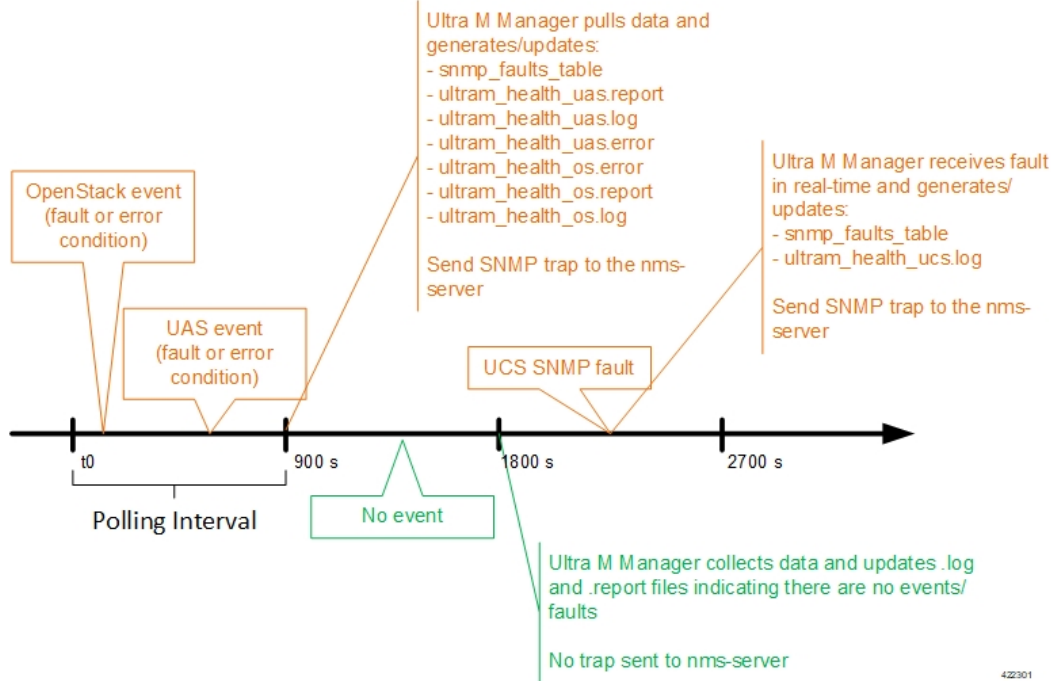 Ultra M Manager pulls data and
generates/updates:
- snmp_faults_table
- ultram_health_uas.report
- ultram_health_uas.log
- ultram_health_uas.error
- ultram_health_os.error
- ultram_health_os.report
- ultram_health_os.log
Send SNMP trap to the nms-
server
Ultra M Manager receives fault
in real-time and generates/
updates:
- snmp_faults_table
- ultram_health_ucs.log
Send SNMP trap to the nms-
server
OpenStack event
(fault or error
condition)
UAS event
(fault or error
condition)
UCS SNMP fault
t0
900 s
1800 s
2700 s
Polling Interval
No event
Ultra M Manager collects data and updates .log
and .report files indicating there are no events/
faults
No trap sent to nms-server
422301